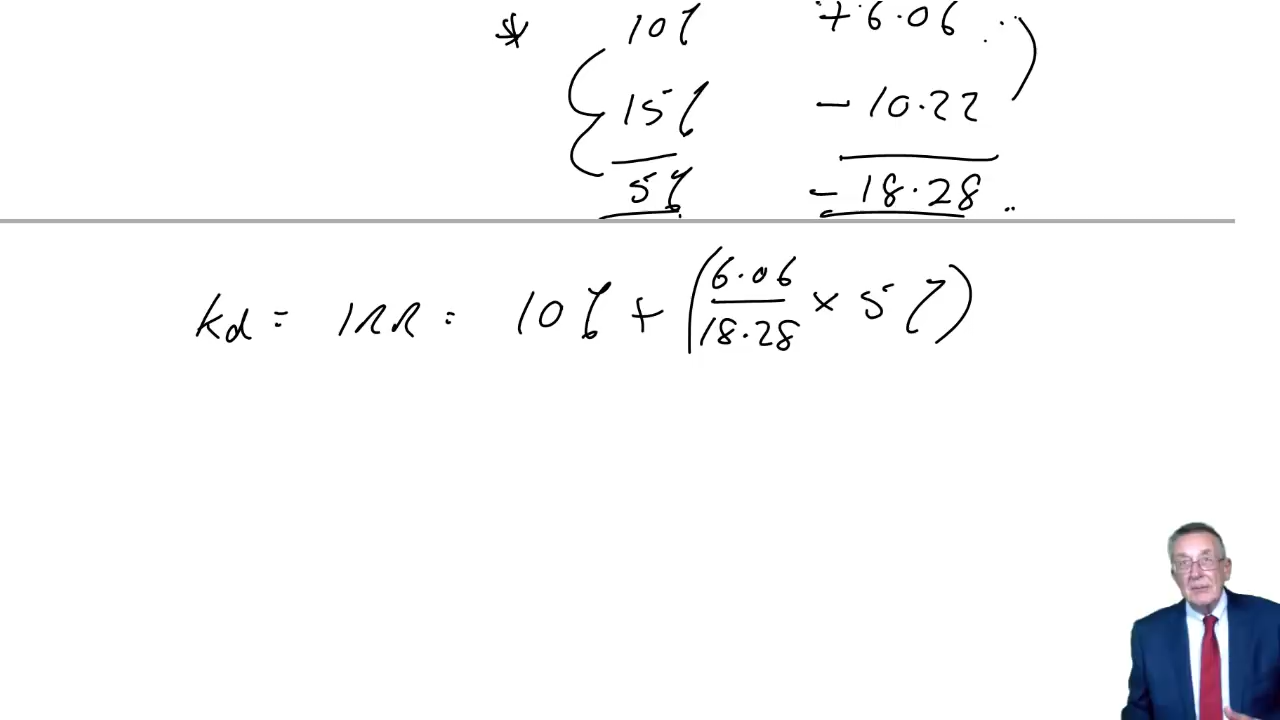 * 10% +6.06
15% - 10.22
5% - 18.28
kd = IRR = 10% + (6.06/18.28 × 5%)